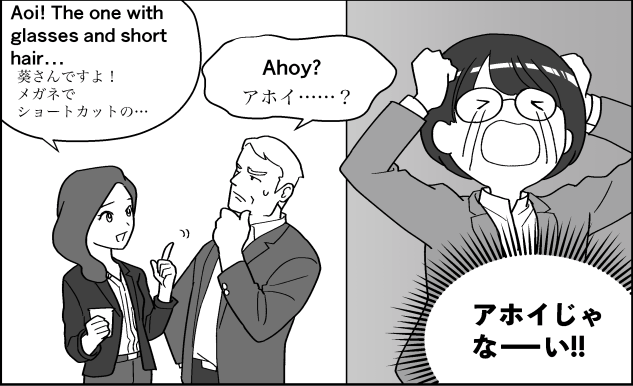 Aoi! The one with
glasses and short
hair…
葵さんですよ！
メガネで
ショートカットの…
Ahoy?
アホイ……？
アホイじゃ
なーい!!